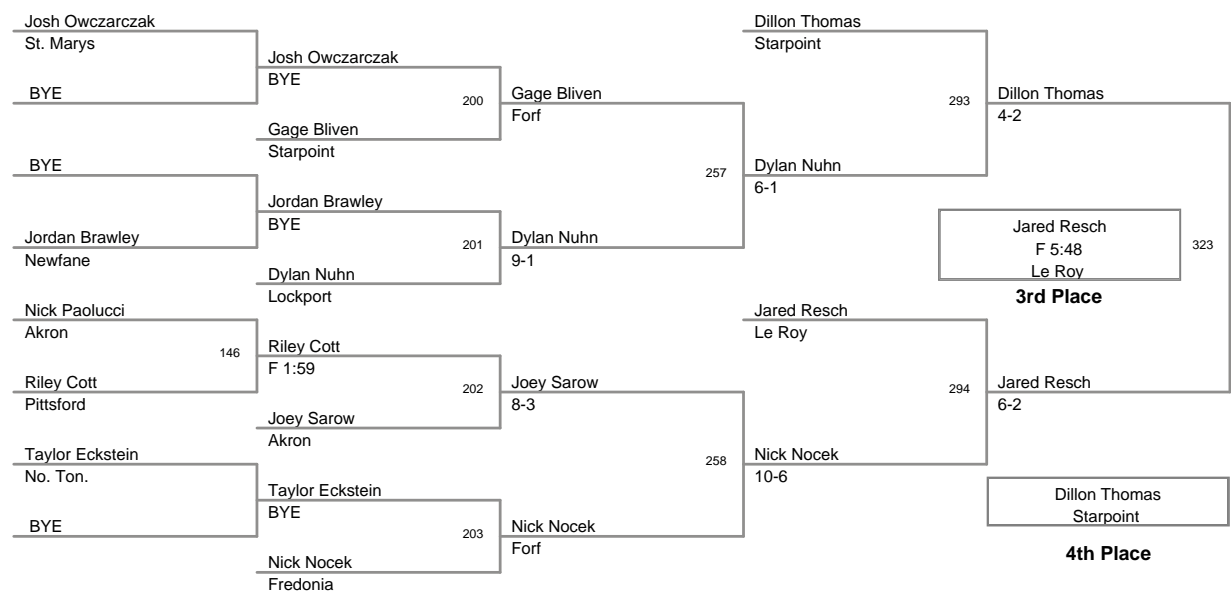 Josh Owczarczak
St. Marys
BYE
BYE
Jordan Brawley
Newfane
Nick Paolucci
Akron
146
Riley Cott
Pittsford
Taylor Eckstein
No. Ton.
BYE
Josh Owczarczak
BYE
200
Gage Bliven
Starpoint
Jordan Brawley
BYE
201
Dylan Nuhn
Lockport
Riley Cott
F 1:59
202
Joey Sarow
Akron
Taylor Eckstein
BYE
203
Nick Nocek
Fredonia
Gage Bliven
Forf
257
Dylan Nuhn
9-1
Joey Sarow
8-3
258
Nick Nocek
Forf
Dillon Thomas
Starpoint
293
Dylan Nuhn
6-1
Jared Resch
Le Roy
294
Nick Nocek
10-6
Dillon Thomas
4-2
Jared Resch
F 5:48
Le Roy
323
3rd Place
Jared Resch
6-2
Dillon Thomas
Starpoint
4th Place